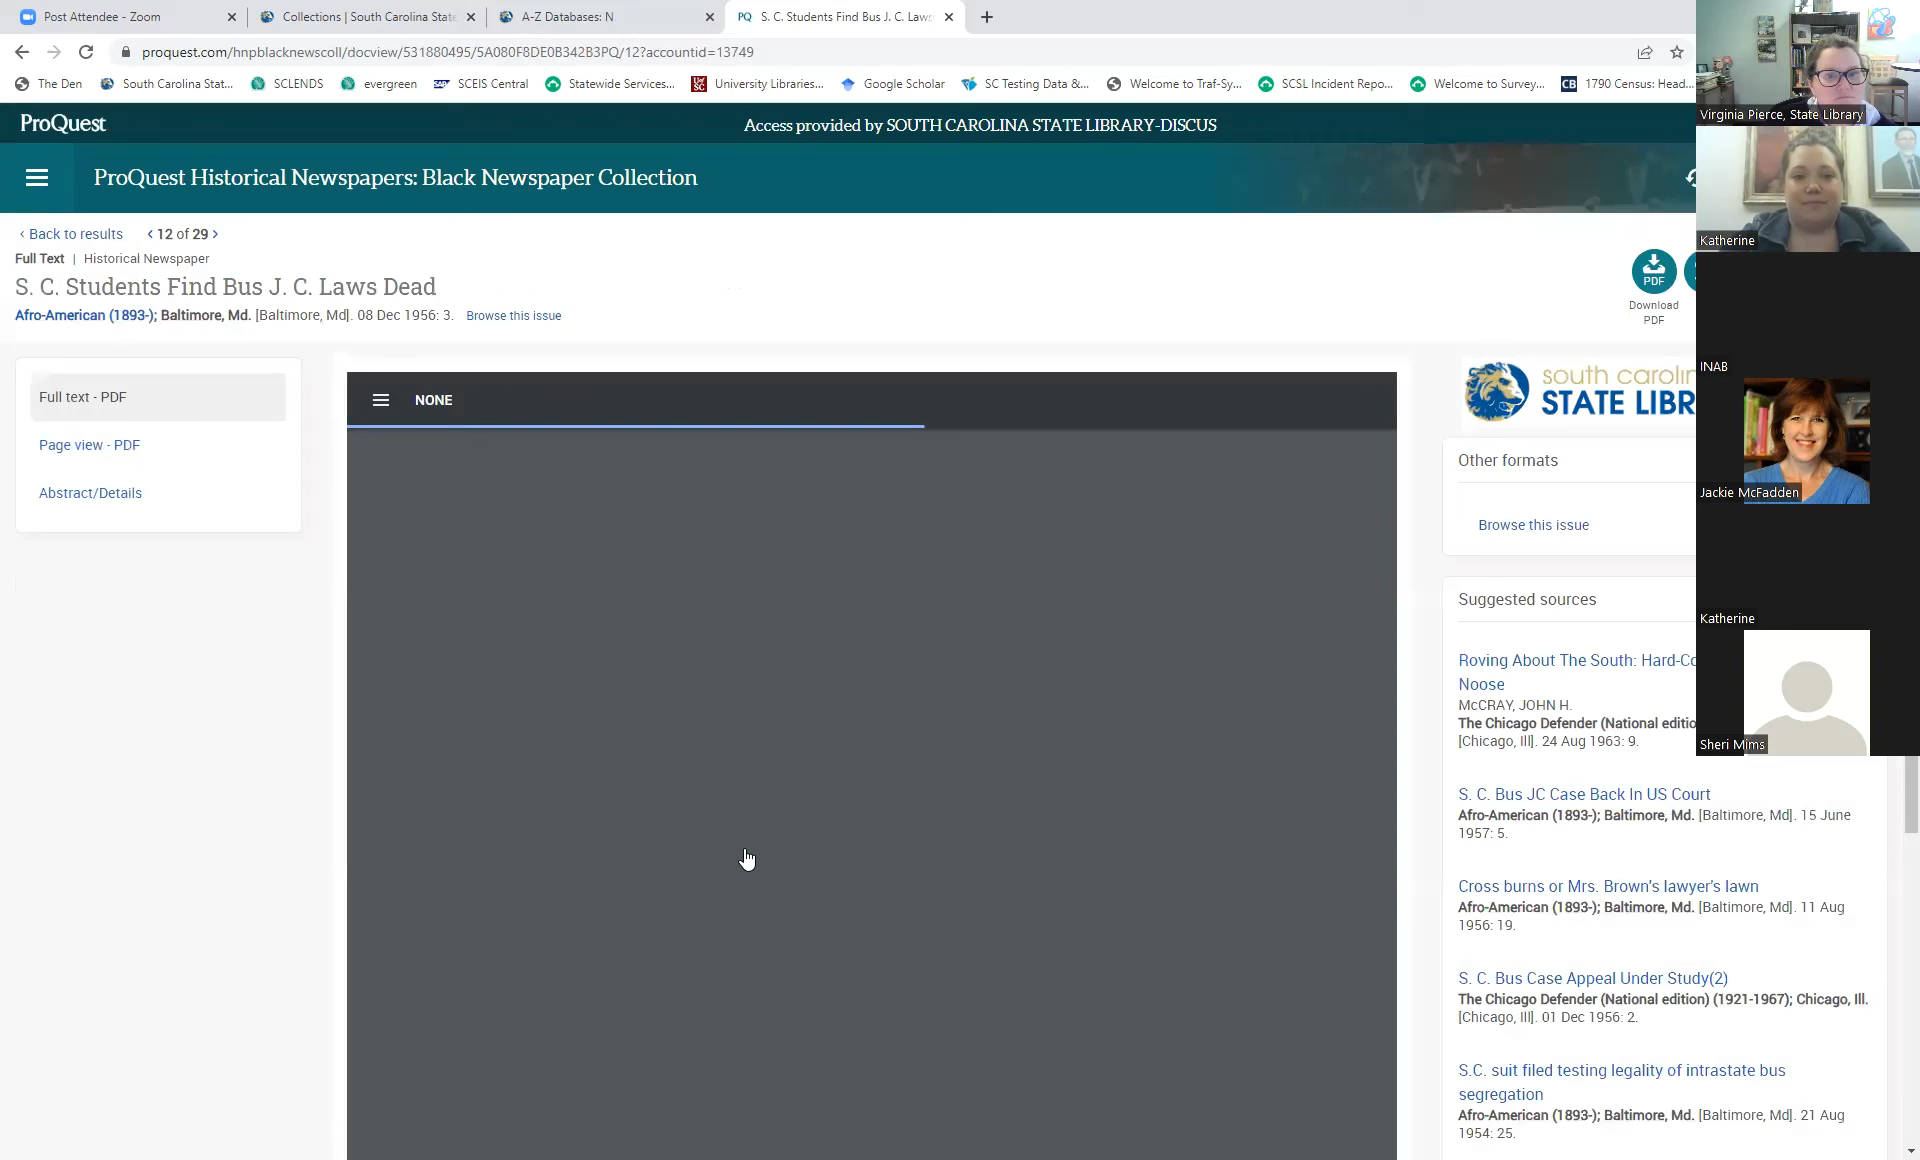 Post Attendee - Zoom
Collections | South Carolina State
A-Z Databases: N
S. C. Students Find Bus J. C. Laws
proquest.com/hnpblacknewscoll/docview/531880495/5A080F8DE0B342B3PQ/12?accountid=13749
The Den
South Carolina Stat...
SCLENDS
evergreen
SCEIS Central
Statewide Services...
University Libraries...
Google Scholar
SC Testing Data &...
Welcome to Traf-Sy...
SCSL Incident Repo...
Welcome to Survey...
CB 1790 Census: Head...
ProQuest
Access provided by SOUTH CAROLINA STATE LIBRARY-DISCUS
ProQuest Historical Newspapers: Black Newspaper Collection
‹ Back to results ‹ 12 of 29 ›
Full Text | Historical Newspaper
S. C. Students Find Bus J. C. Laws Dead
Afro-American (1893-); Baltimore, Md. [Baltimore, Md]. 08 Dec 1956: 3. Browse this issue
PDF
Download
PDF
Full text - PDF
Page view - PDF
Abstract/Details
NONE
south carolin
STATE LIBR
Other formats
Browse this issue
Suggested sources
Roving About The South: Hard-Co
Noose
McCRAY, JOHN H.
The Chicago Defender (National editio
[Chicago, Ill]. 24 Aug 1963: 9.
S. C. Bus JC Case Back In US Court
Afro-American (1893-); Baltimore, Md. [Baltimore, Md]. 15 June
1957: 5.
Cross burns or Mrs. Brown's lawyer's lawn
Afro-American (1893-); Baltimore, Md. [Baltimore, Md]. 11 Aug
1956: 19.
S. C. Bus Case Appeal Under Study(2)
The Chicago Defender (National edition) (1921-1967); Chicago, Ill.
[Chicago, Ill]. 01 Dec 1956: 2.
S.C. suit filed testing legality of intrastate bus
segregation
Afro-American (1893-); Baltimore, Md. [Baltimore, Md]. 21 Aug
1954: 25.
Virginia Pierce, State Library
Katherine
INAB
Jackie McFadden
Katherine
Sheri Mims